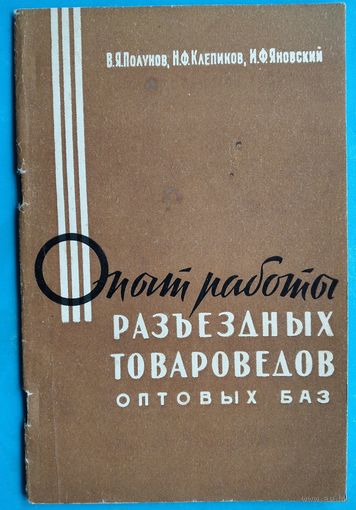 В.Я.Полунов, Н.Ф.Клепиков, И.Ф.Яновский
Опыт работы
РАЗЪЕЗДНЫХ
ТОВАРОВЕДОВ
ОПТОВЫХ БАЗ